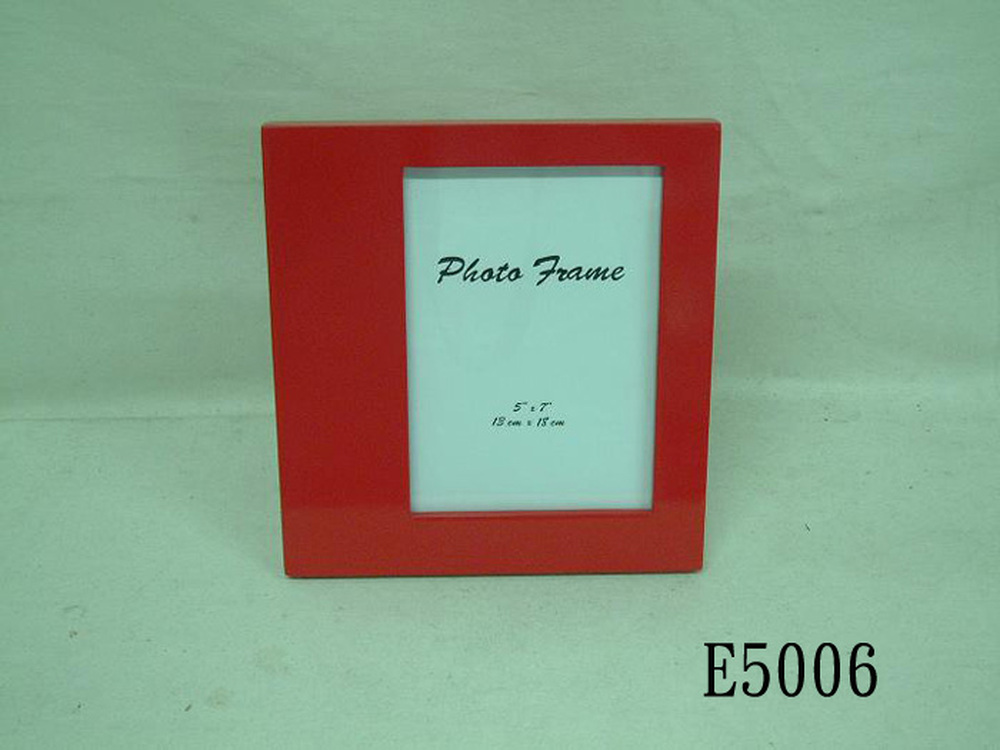 Photo Frame
5" x 7"
13 cm x 18 cm
E5006